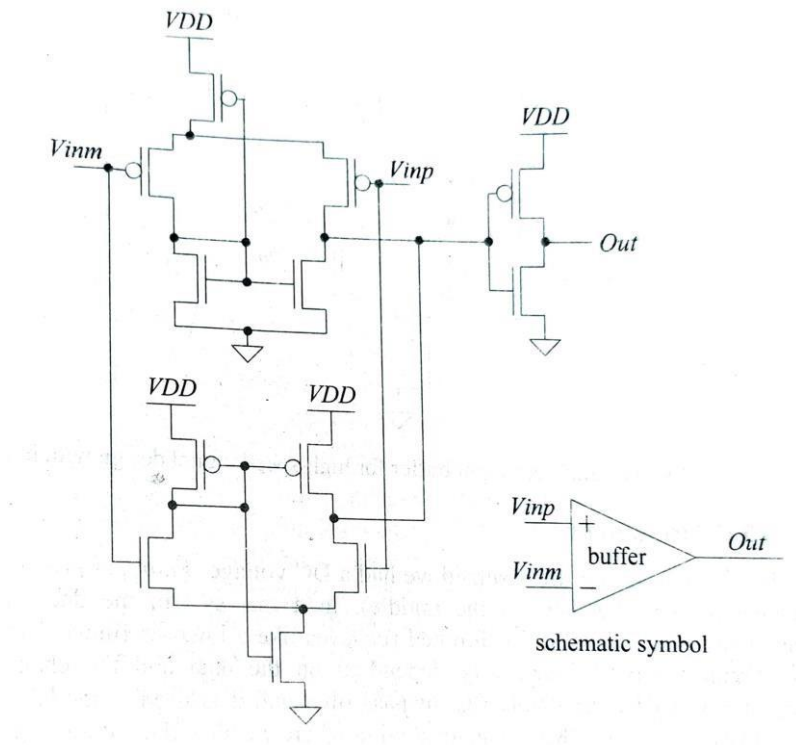 VDD
VDD
Vinm
Vinp
Out
VDD
VDD
Vinp
+
buffer
Out
Vinm
−
schematic symbol